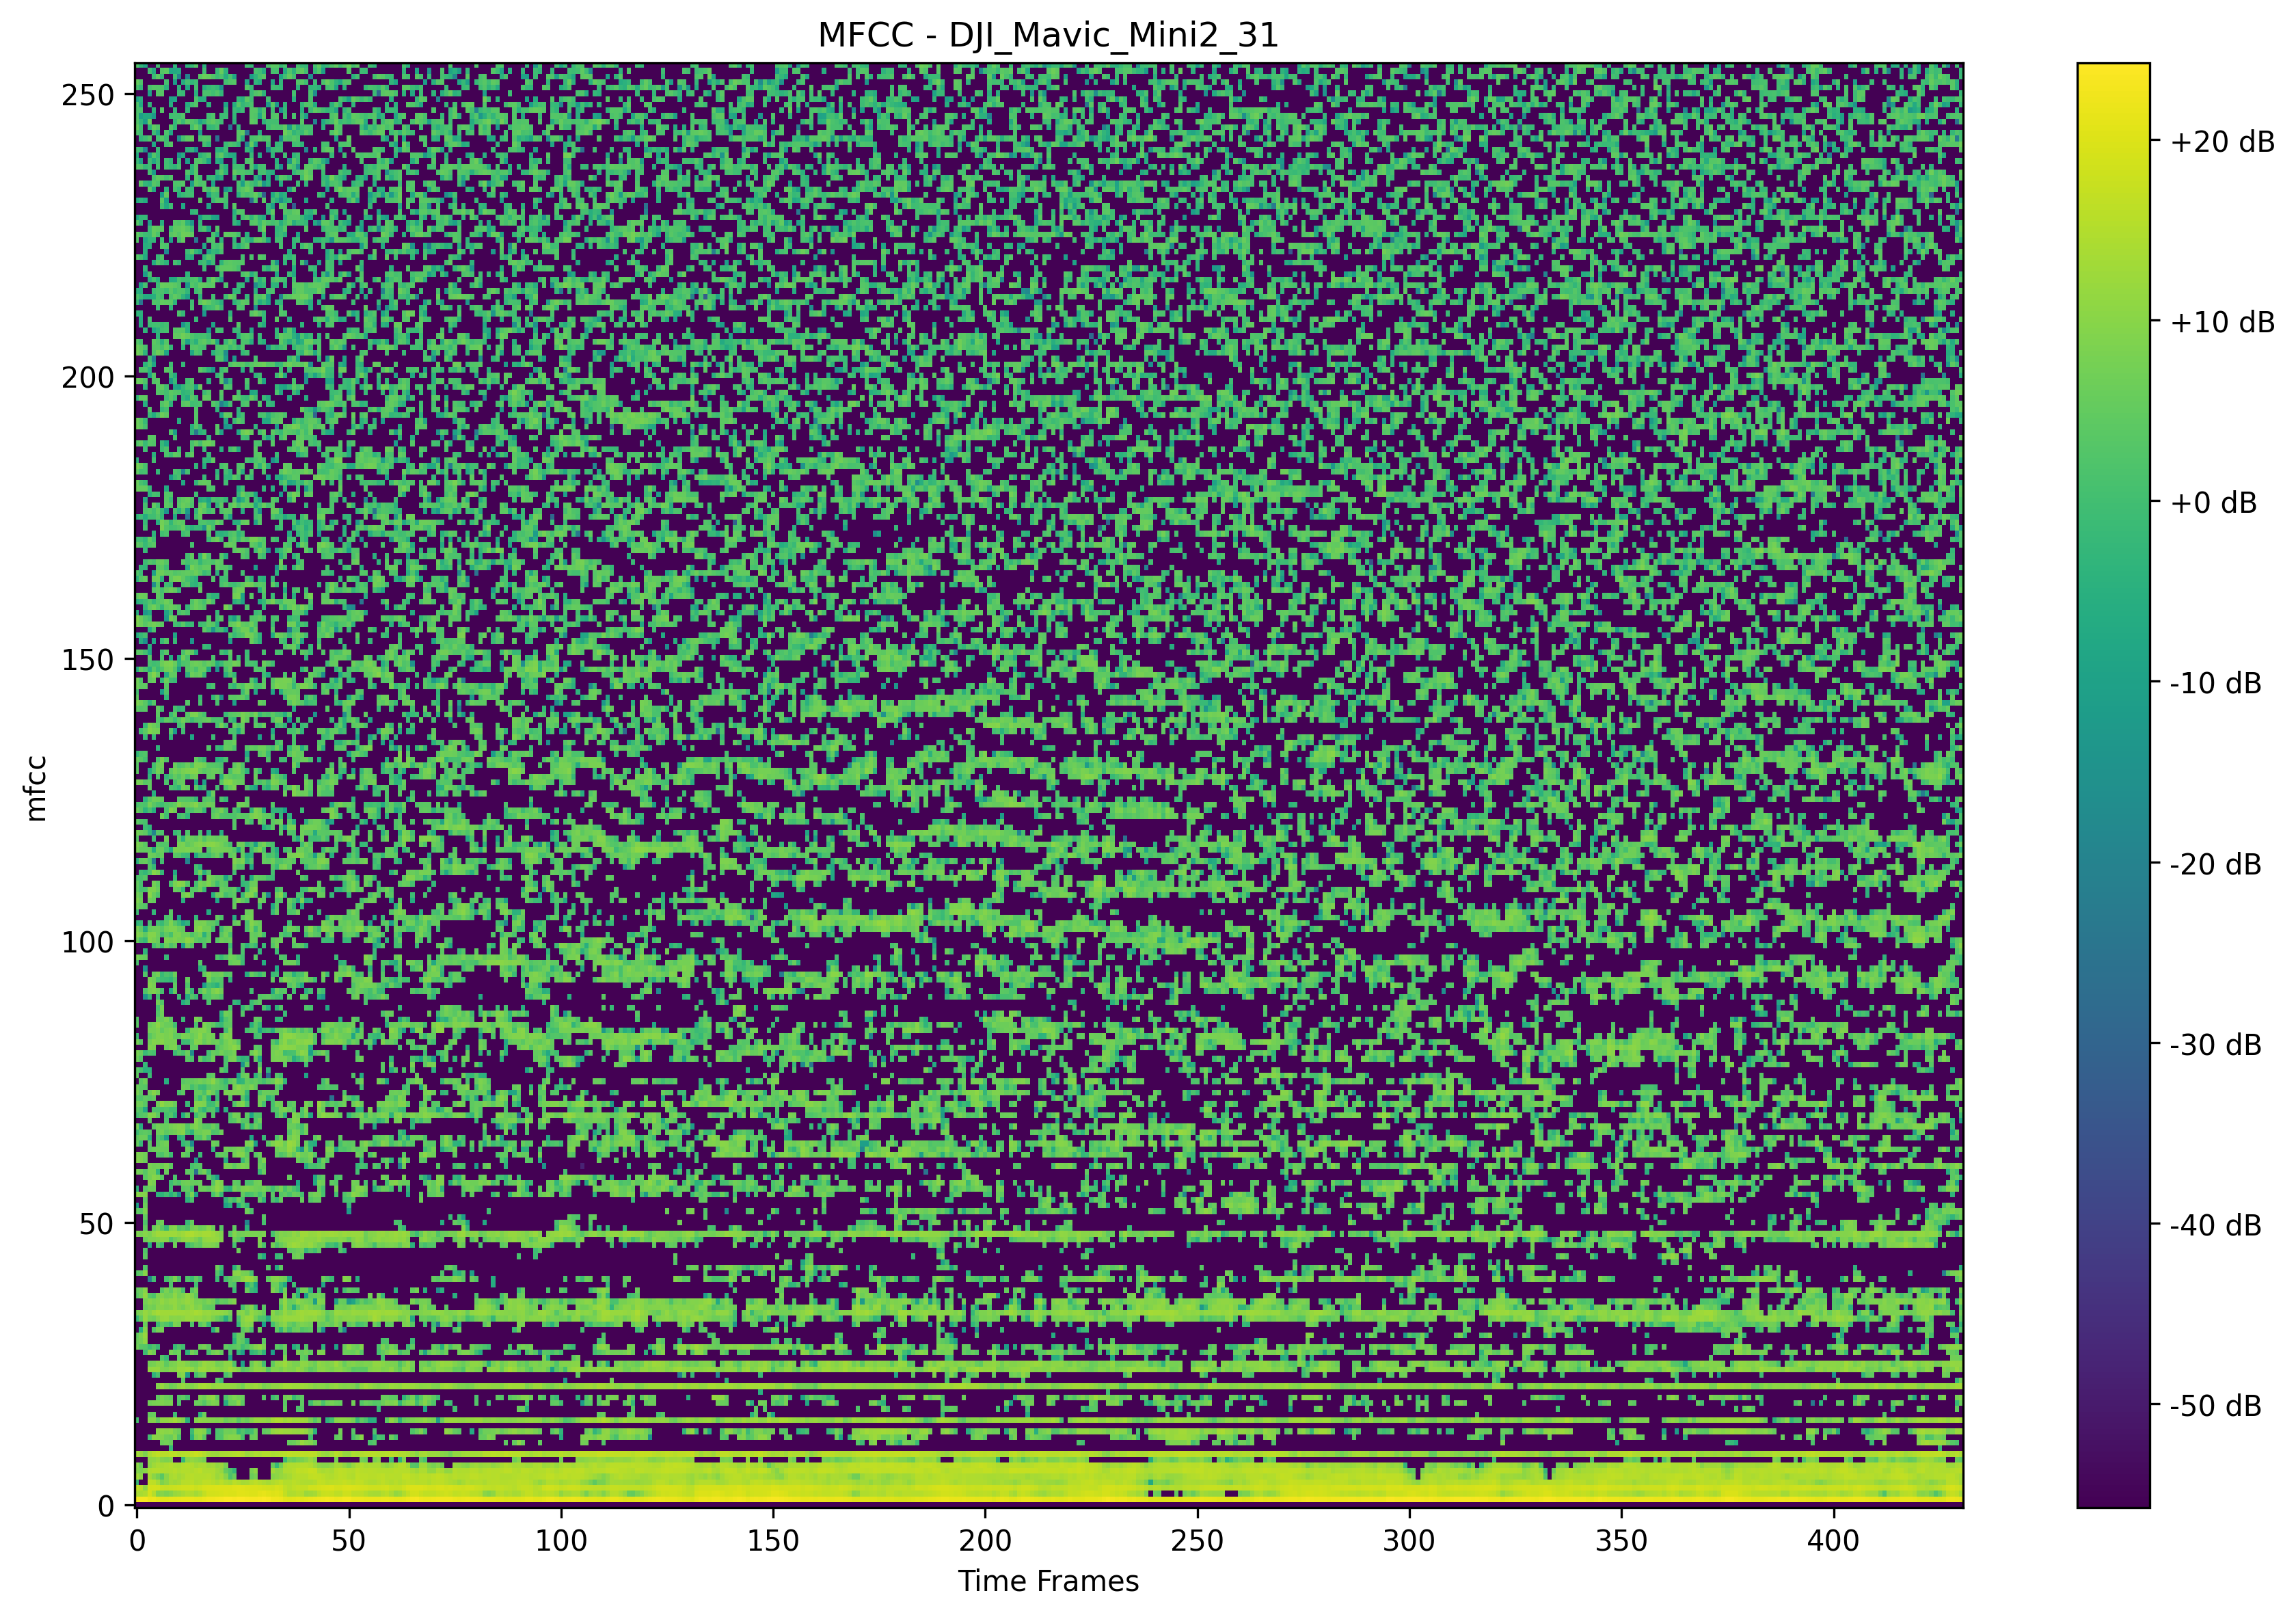 MFCC - DJI_Mavic_Mini2_31
250
200
150
100
50
0
mfcc
0 50 100 150 200 250 300 350 400
Time Frames
+20 dB
+10 dB
+0 dB
-10 dB
-20 dB
-30 dB
-40 dB
-50 dB